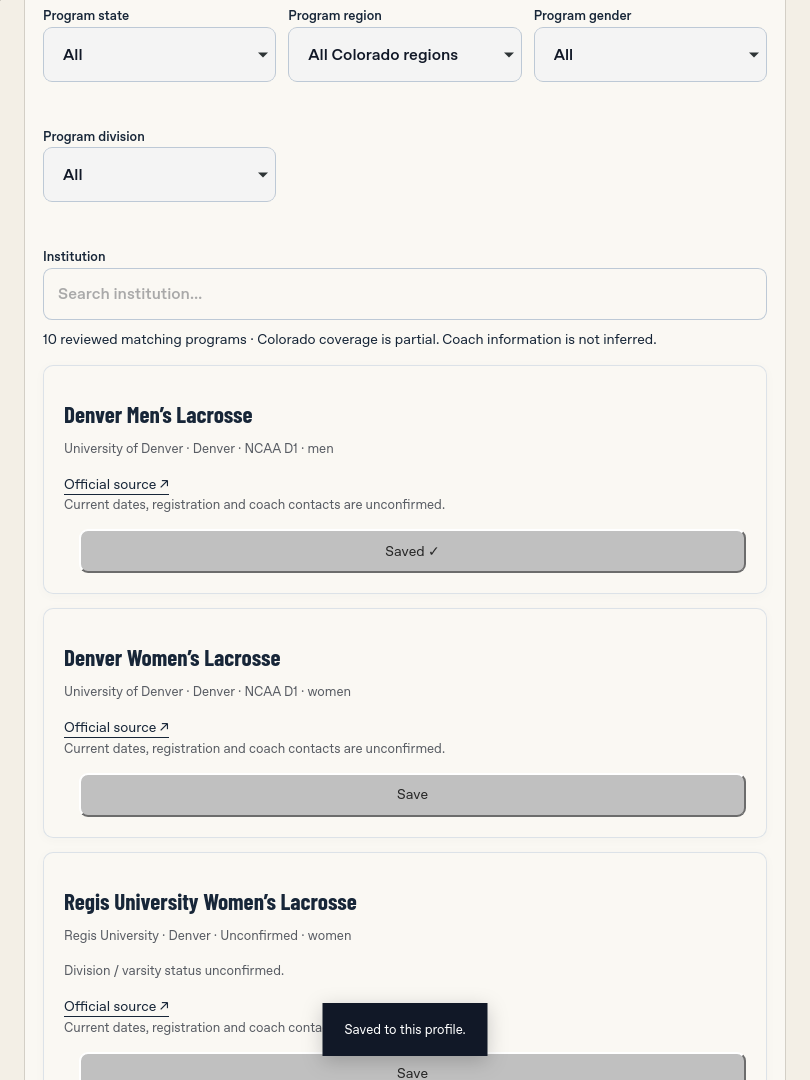 Program state
Program region
Program gender
All
All Colorado regions
All
Program division
All
Institution
Search institution...
10 reviewed matching programs · Colorado coverage is partial. Coach information is not inferred.
Denver Men’s Lacrosse
University of Denver · Denver · NCAA D1 · men
Official source ↗
Current dates, registration and coach contacts are unconfirmed.
Saved ✓
Denver Women’s Lacrosse
University of Denver · Denver · NCAA D1 · women
Official source ↗
Current dates, registration and coach contacts are unconfirmed.
Save
Regis University Women’s Lacrosse
Regis University · Denver · Unconfirmed · women
Division / varsity status unconfirmed.
Official source ↗
Current dates, registration and coach
Saved to this profile.
Save